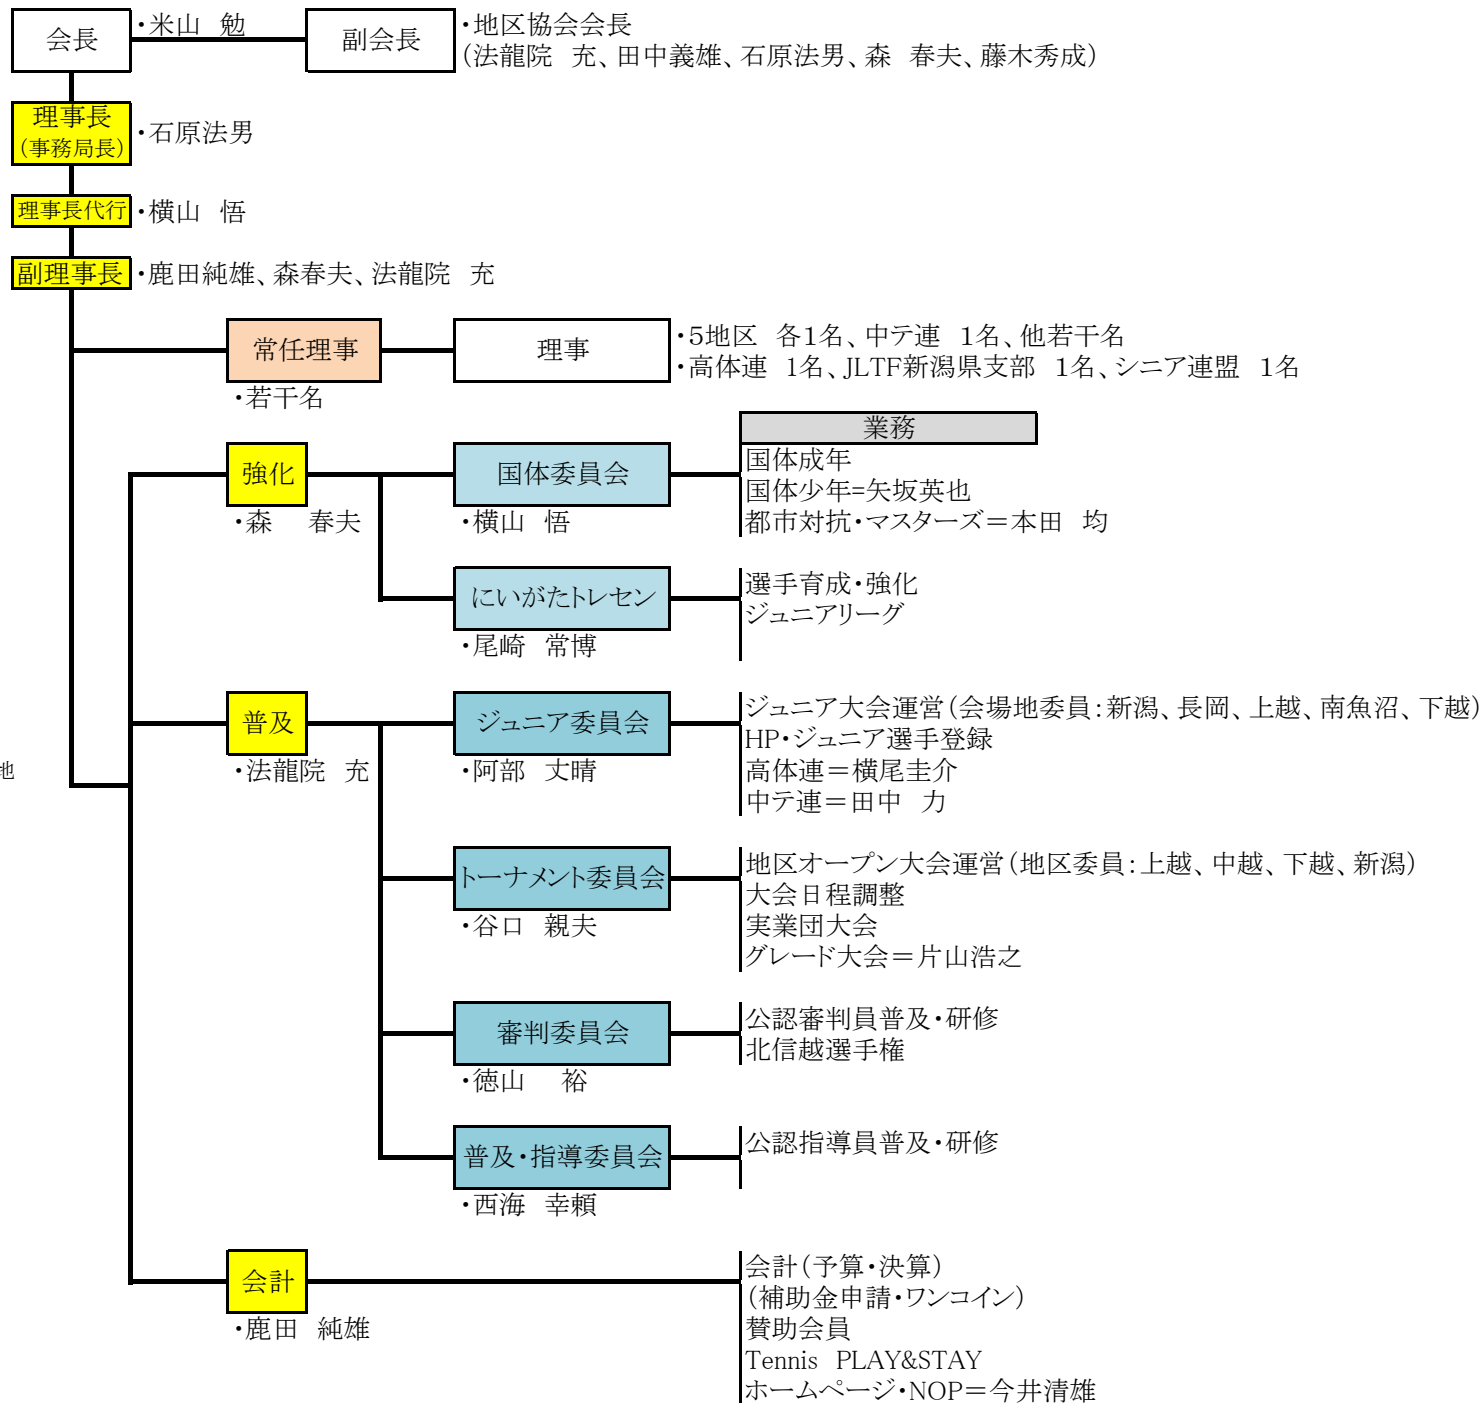 会長
・米山　勉
副会長
・地区協会会長
(法龍院　充、田中義雄、石原法男、森　春夫、藤木秀成)
理事長
(事務局長)
・石原法男
理事長代行
・横山　悟
副理事長
・鹿田純雄、森春夫、法龍院　充
常任理事
・若干名
理事
・5地区　各1名、中テ連　1名、他若干名
・高体連　1名、JLTF新潟県支部　1名、シニア連盟　1名
業務
強化
・森　　春夫
国体委員会
・横山　悟
国体成年
国体少年=矢坂英也
都市対抗・マスターズ＝本田　均
にいがたトレセン
・尾崎　常博
選手育成・強化
ジュニアリーグ
普及
・法龍院　充
ジュニア委員会
・阿部　丈晴
ジュニア大会運営(会場地委員:新潟、長岡、上越、南魚沼、下越)
HP・ジュニア選手登録
高体連＝横尾圭介
中テ連＝田中　力
地
トーナメント委員会
・谷口　親夫
地区オープン大会運営(地区委員:上越、中越、下越、新潟)
大会日程調整
実業団大会
グレード大会＝片山浩之
審判委員会
・徳山　裕
公認審判員普及・研修
北信越選手権
普及・指導委員会
・西海　幸頼
公認指導員普及・研修
会計
・鹿田　純雄
会計(予算・決算)
(補助金申請・ワンコイン)
賛助会員
Tennis　PLAY&STAY
ホームページ・NOP＝今井清雄